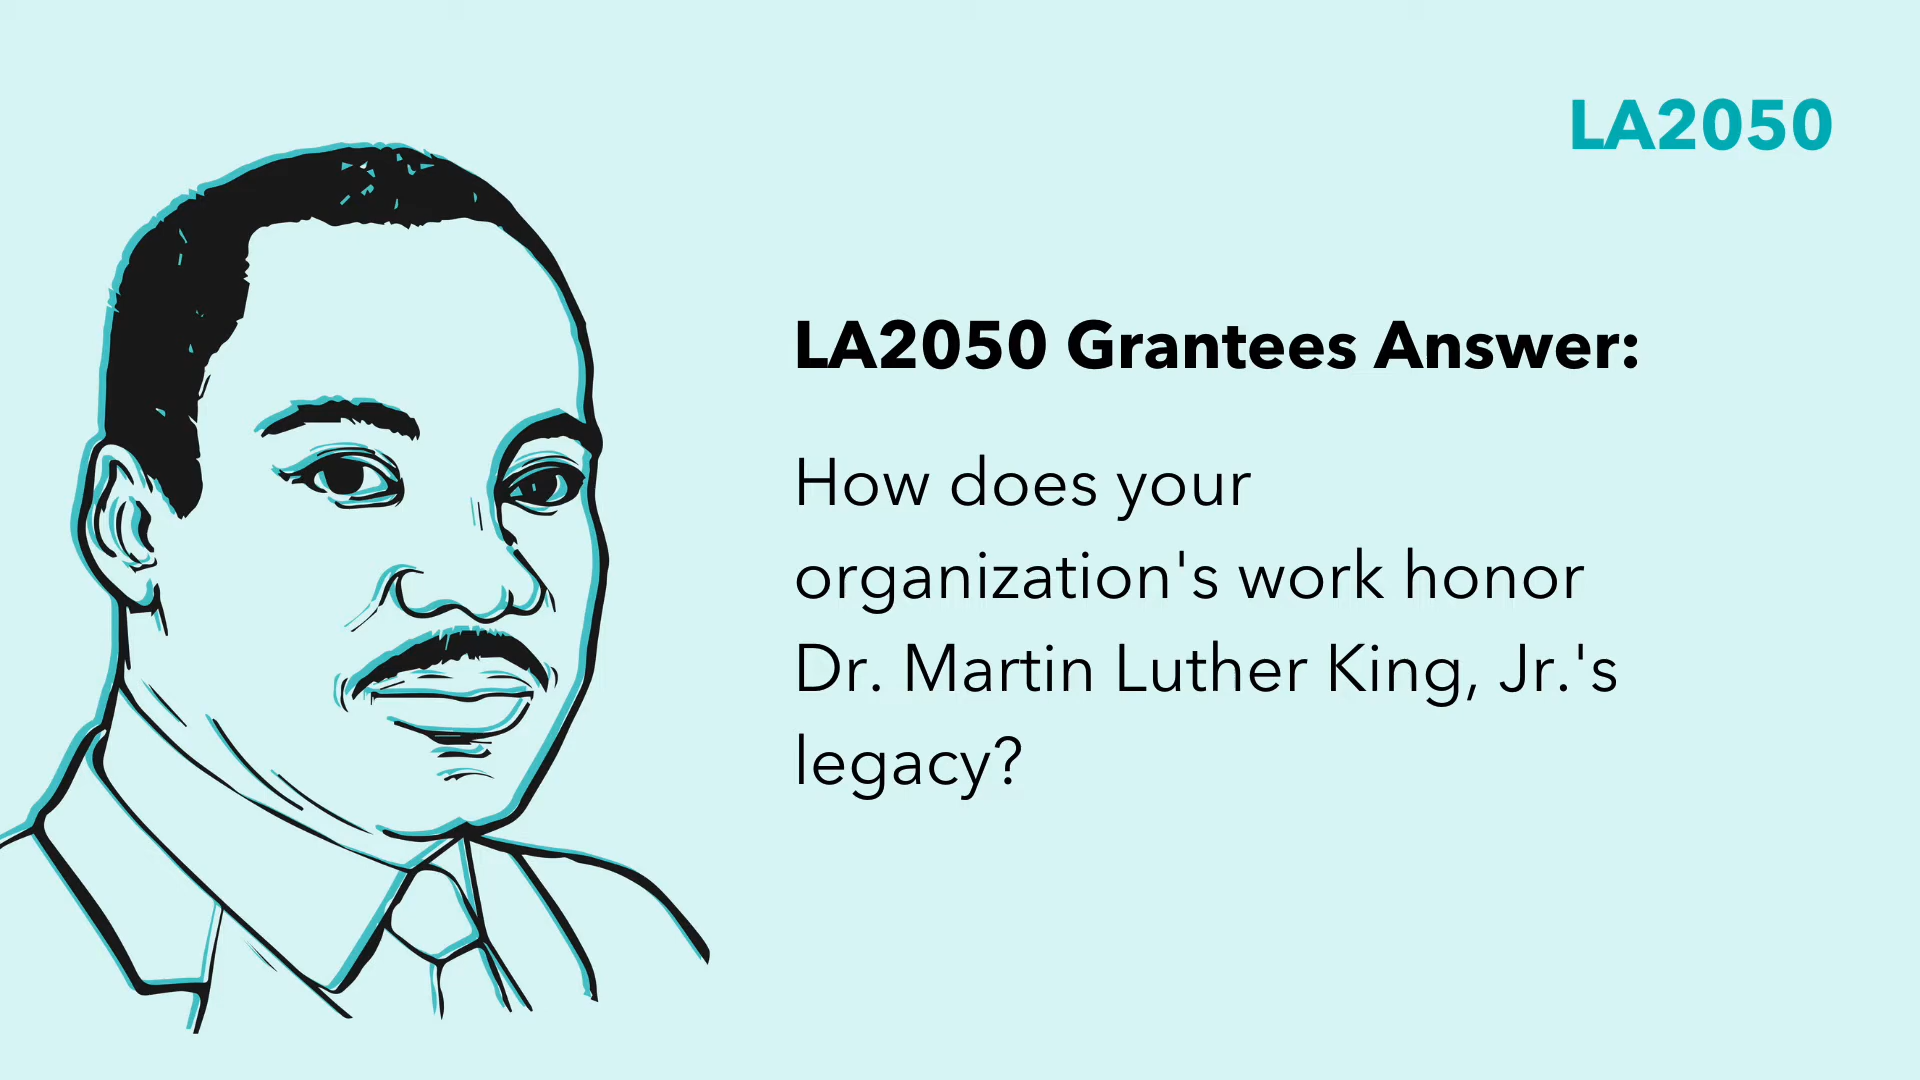 LA2050
LA2050 Grantees Answer:
How does your
organization's work honor
Dr. Martin Luther King, Jr.'s
legacy?